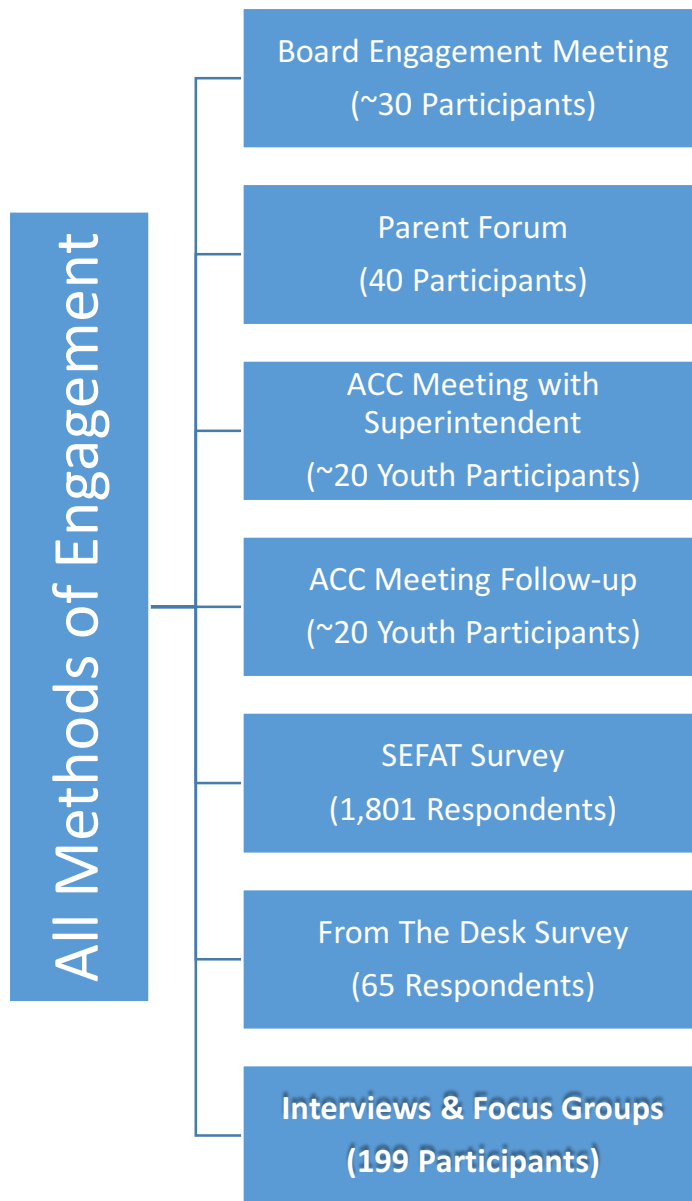 All Methods of Engagement
Board Engagement Meeting
(~30 Participants)
Parent Forum
(40 Participants)
ACC Meeting with
Superintendent
(~20 Youth Participants)
ACC Meeting Follow-up
(~20 Youth Participants)
SEFAT Survey
(1,801 Respondents)
From The Desk Survey
(65 Respondents)
Interviews & Focus Groups
(199 Participants)